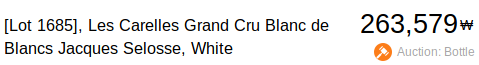 [Lot 1685], Les Carelles Grand Cru Blanc de
Blancs Jacques Selosse, White
263,579₩
Auction: Bottle